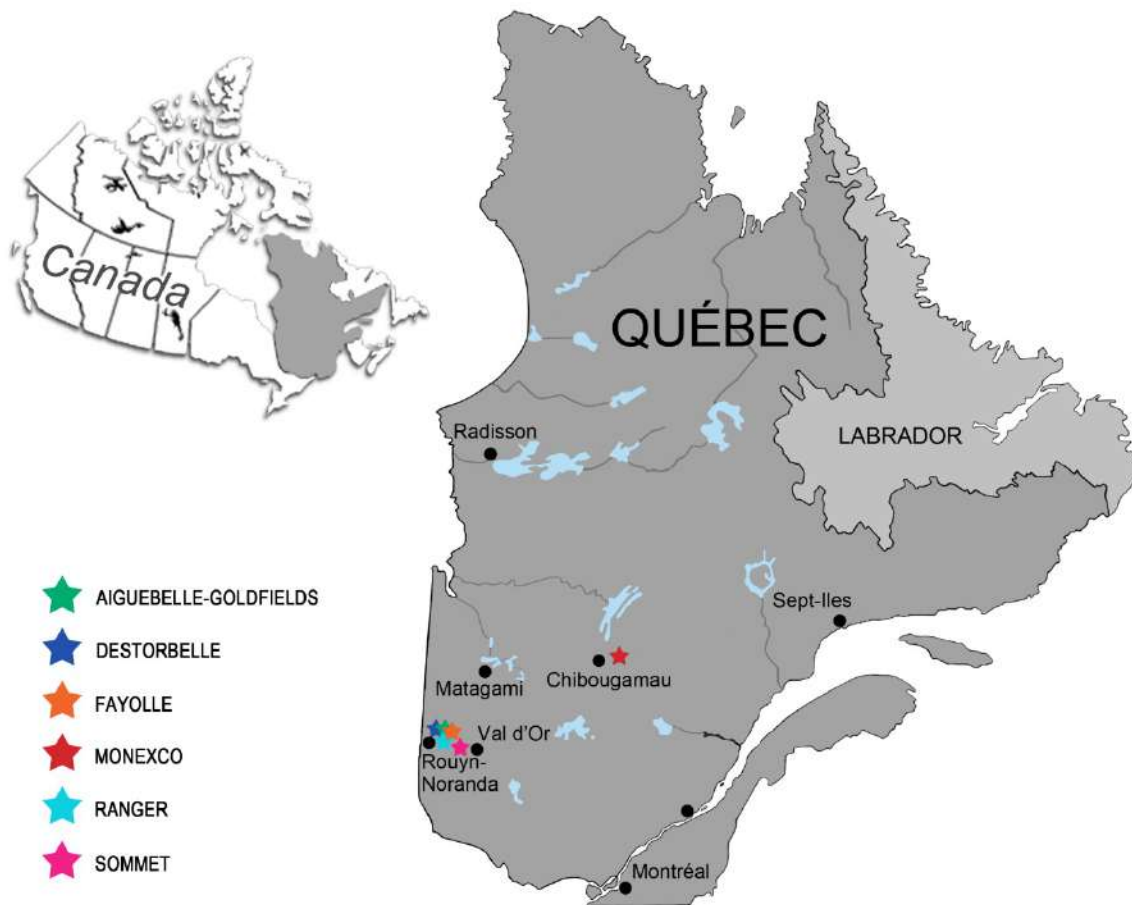 Canada
QUÉBEC
LABRADOR
Radisson
Sept-Iles
Matagami
Chibougamau
Val d'Or
Rouyn-
Noranda
Montréal
AIGUEBELLE-GOLDFIELDS
DESTORBELLE
FAYOLLE
MONEXCO
RANGER
SOMMET